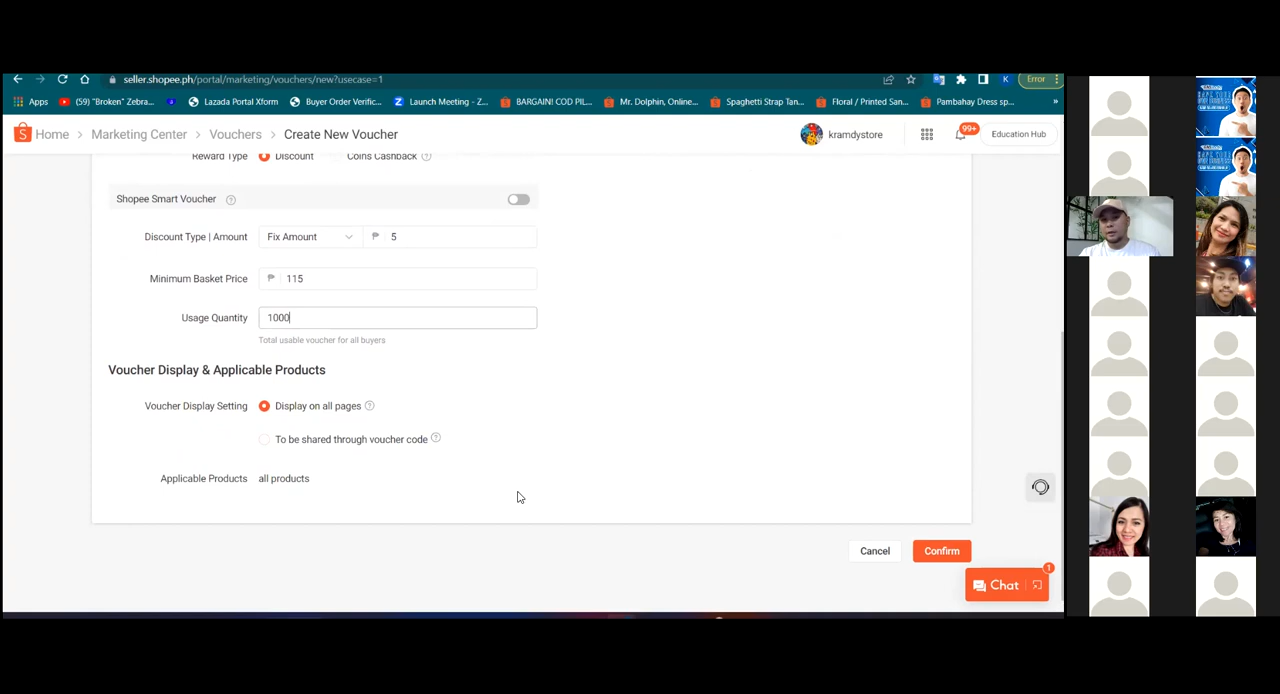 seller.shopee.ph/portal/marketing/vouchers/new?usecase=1
Error
Apps
(59) "Broken" Zebra...
Lazada Portal Xform
Buyer Order Verific...
Launch Meeting - Z...
BARGAIN! COD PIL...
Mr. Dolphin, Online...
Spaghetti Strap Tan...
Floral / Printed San...
Pambahay Dress sp...
»
Home > Marketing Center > Vouchers > Create New Voucher
kramdystore
99+
Education Hub
Reward Type Discount Coins Cashback
Shopee Smart Voucher
Discount Type | Amount Fix Amount ₱ 5
Minimum Basket Price ₱ 115
Usage Quantity 1000
Total usable voucher for all buyers
Voucher Display & Applicable Products
Voucher Display Setting Display on all pages
To be shared through voucher code
Applicable Products all products
Cancel Confirm
Chat 1